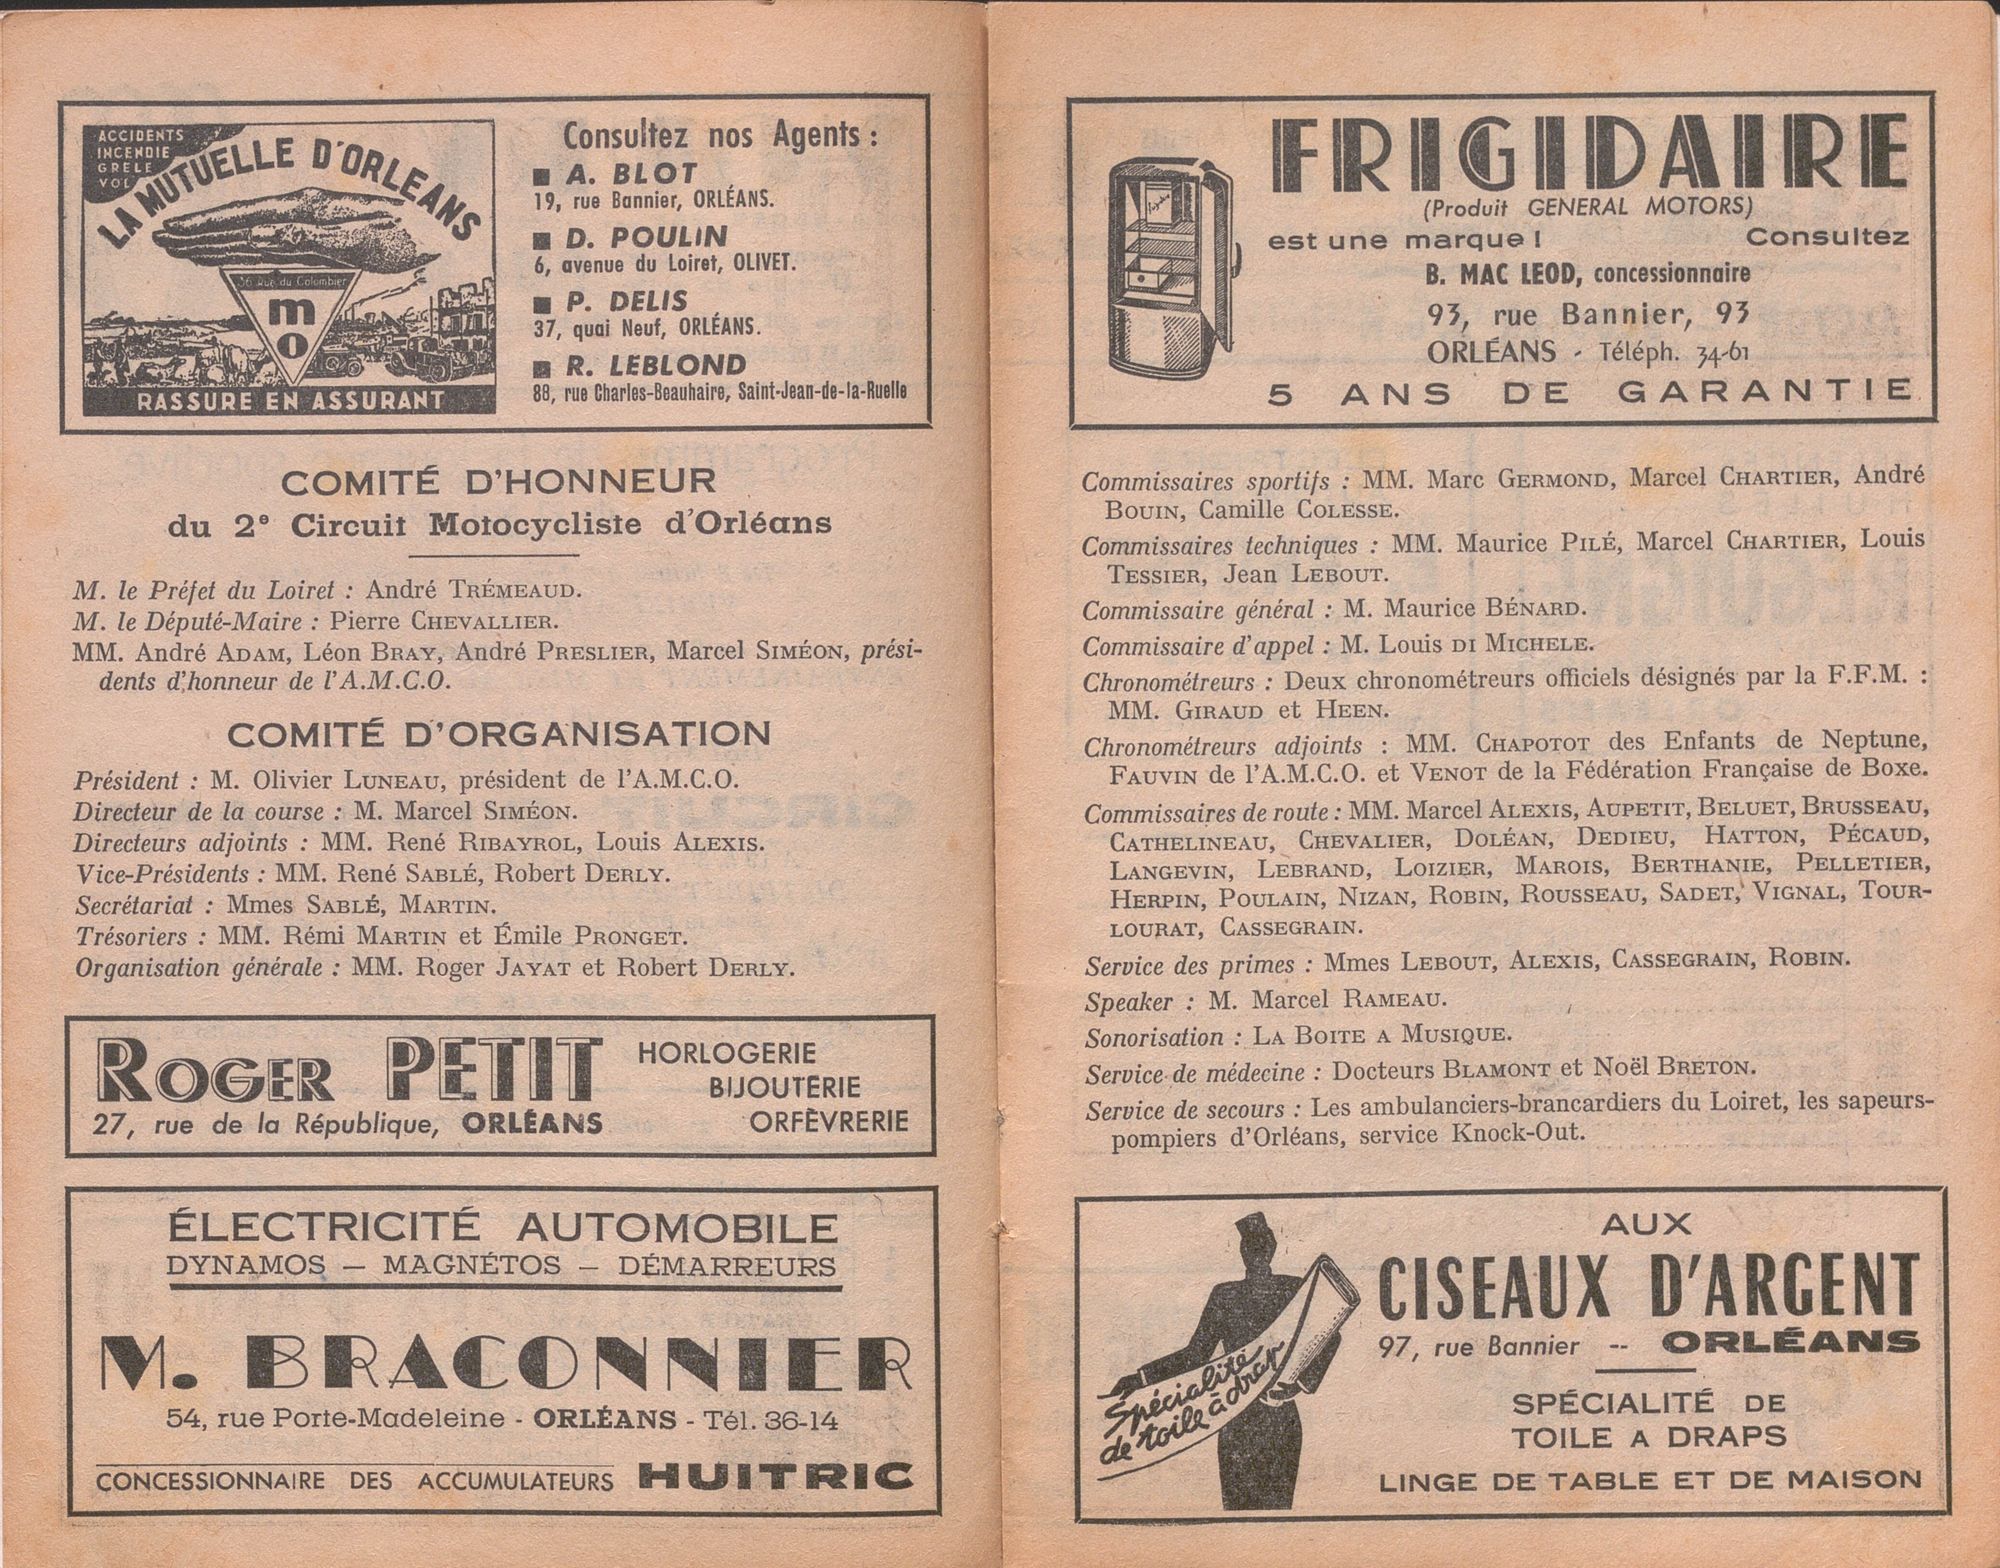 ACCIDENTS
INCENDIE
GRELE
VOL
LA MUTUELLE D'ORLEANS
36 Rue du Colombier
mo
RASSURE EN ASSURANT
Consultez nos Agents :
■ A. BLOT
19, rue Bannier, ORLÉANS.
■ D. POULIN
6, avenue du Loiret, OLIVET.
■ P. DELIS
37, quai Neuf, ORLÉANS.
■ R. LEBLOND
88, rue Charles-Beauhaire, Saint-Jean-de-la-Ruelle
COMITÉ D'HONNEUR
du 2e Circuit Motocycliste d'Orléans
M. le Préfet du Loiret : André TRÉMEAUD.
M. le Député-Maire : Pierre CHEVALLIER.
MM. André ADAM, Léon BRAY, André PRESLIER, Marcel SIMÉON, prési-
dents d'honneur de l'A.M.C.O.
COMITÉ D'ORGANISATION
Président : M. Olivier LUNEAU, président de l'A.M.C.O.
Directeur de la course : M. Marcel SIMÉON.
Directeurs adjoints : MM. René RIBAYROL, Louis ALEXIS.
Vice-Présidents : MM. René SABLÉ, Robert DERLY.
Secrétariat : Mmes SABLÉ, MARTIN.
Trésoriers : MM. Rémi MARTIN et Émile PRONGET.
Organisation générale : MM. Roger JAYAT et Robert DERLY.
ROGER PETIT
27, rue de la République, ORLÉANS
HORLOGERIE
BIJOUTERIE
ORFÈVRERIE
ÉLECTRICITÉ AUTOMOBILE
DYNAMOS — MAGNÉTOS — DÉMARREURS
M. BRACONNIER
54, rue Porte-Madeleine - ORLÉANS - Tél. 36-14
CONCESSIONNAIRE DES ACCUMULATEURS HUITRIC
FRIGIDAIRE
(Produit GENERAL MOTORS)
est une marque ! Consultez
B. MAC LEOD, concessionnaire
93, rue Bannier, 93
ORLÉANS - Téléph. 34-61
5 ANS DE GARANTIE
Commissaires sportifs : MM. Marc GERMOND, Marcel CHARTIER, André
BOUIN, Camille COLESSE.
Commissaires techniques : MM. Maurice PILÉ, Marcel CHARTIER, Louis
TESSIER, Jean LEBOUT.
Commissaire général : M. Maurice BÉNARD.
Commissaire d'appel : M. Louis DI MICHELE.
Chronométreurs : Deux chronométreurs officiels désignés par la F.F.M. :
MM. GIRAUD et HEEN.
Chronométreurs adjoints : MM. CHAPOTOT des Enfants de Neptune,
FAUVIN de l'A.M.C.O. et VENOT de la Fédération Française de Boxe.
Commissaires de route : MM. Marcel ALEXIS, AUPETIT, BELUET, BRUSSEAU,
CATHELINEAU, CHEVALIER, DOLÉAN, DEDIEU, HATTON, PÉCAUD,
LANGEVIN, LEBRAND, LOIZIER, MAROIS, BERTHANIE, PELLETIER,
HERPIN, POULAIN, NIZAN, ROBIN, ROUSSEAU, SADET, VIGNAL, TOUR-
LOURAT, CASSEGRAIN.
Service des primes : Mmes LEBOUT, ALEXIS, CASSEGRAIN, ROBIN.
Speaker : M. Marcel RAMEAU.
Sonorisation : LA BOITE A MUSIQUE.
Service de médecine : Docteurs BLAMONT et Noël BRETON.
Service de secours : Les ambulanciers-brancardiers du Loiret, les sapeurs-
pompiers d'Orléans, service Knock-Out.
Spécialité
de toile à drap
AUX
CISEAUX D'ARGENT
97, rue Bannier -- ORLÉANS
SPÉCIALITÉ DE
TOILE A DRAPS
LINGE DE TABLE ET DE MAISON